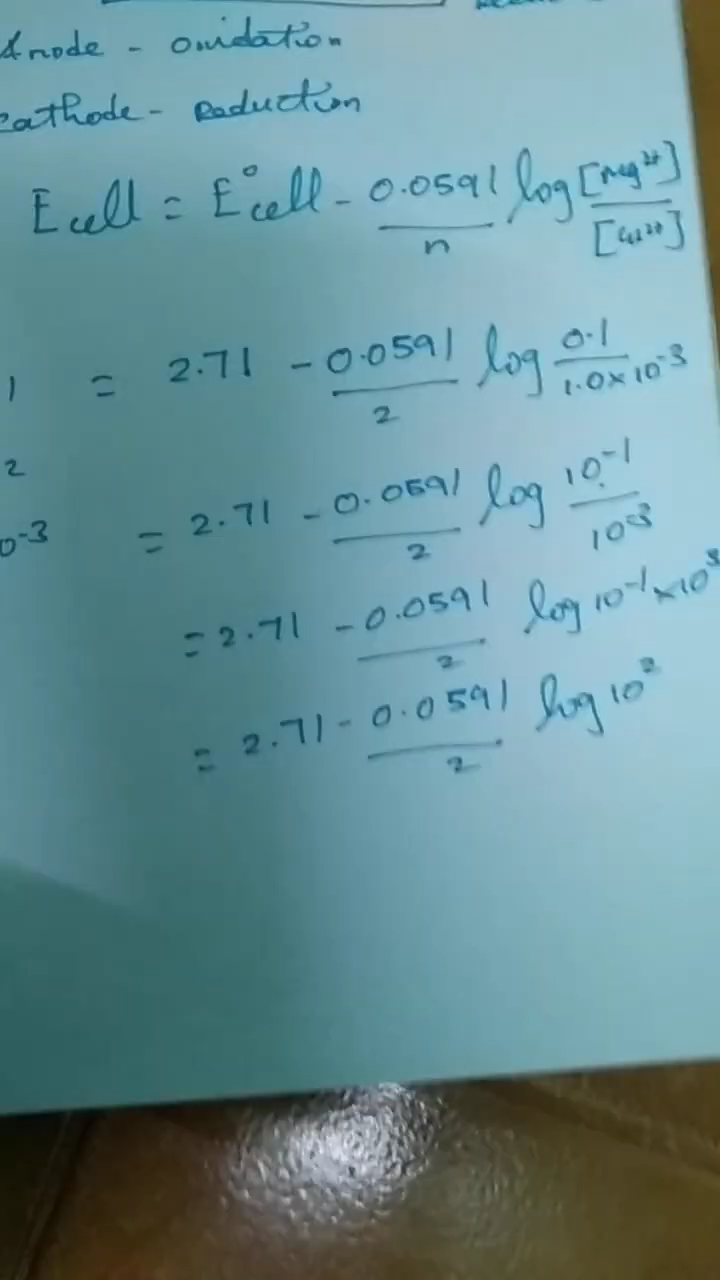 Anode - Oxidation
Cathode - Reduction
Ecell = E°cell - 0.0591/n log [Mg²⁺]/[Cu²⁺]
1 = 2.71 - 0.0591/2 log 0.1/1.0×10⁻³
2
0⁻³ = 2.71 - 0.0591/2 log 10⁻¹/10⁻³
= 2.71 - 0.0591/2 log 10⁻¹×10³
= 2.71 - 0.0591/2 log 10²